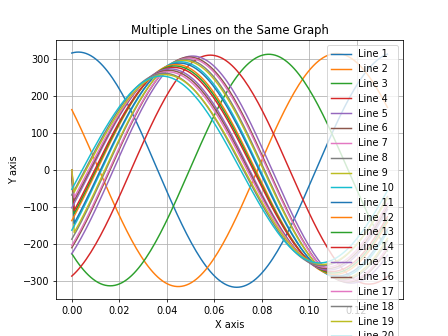 Multiple Lines on the Same Graph
Y axis
300
200
100
0
−100
−200
−300
0.00
0.02
0.04
0.06
0.08
0.10
X axis
Line 1
Line 2
Line 3
Line 4
Line 5
Line 6
Line 7
Line 8
Line 9
Line 10
Line 11
Line 12
Line 13
Line 14
Line 15
Line 16
Line 17
Line 18
Line 19
Line 20